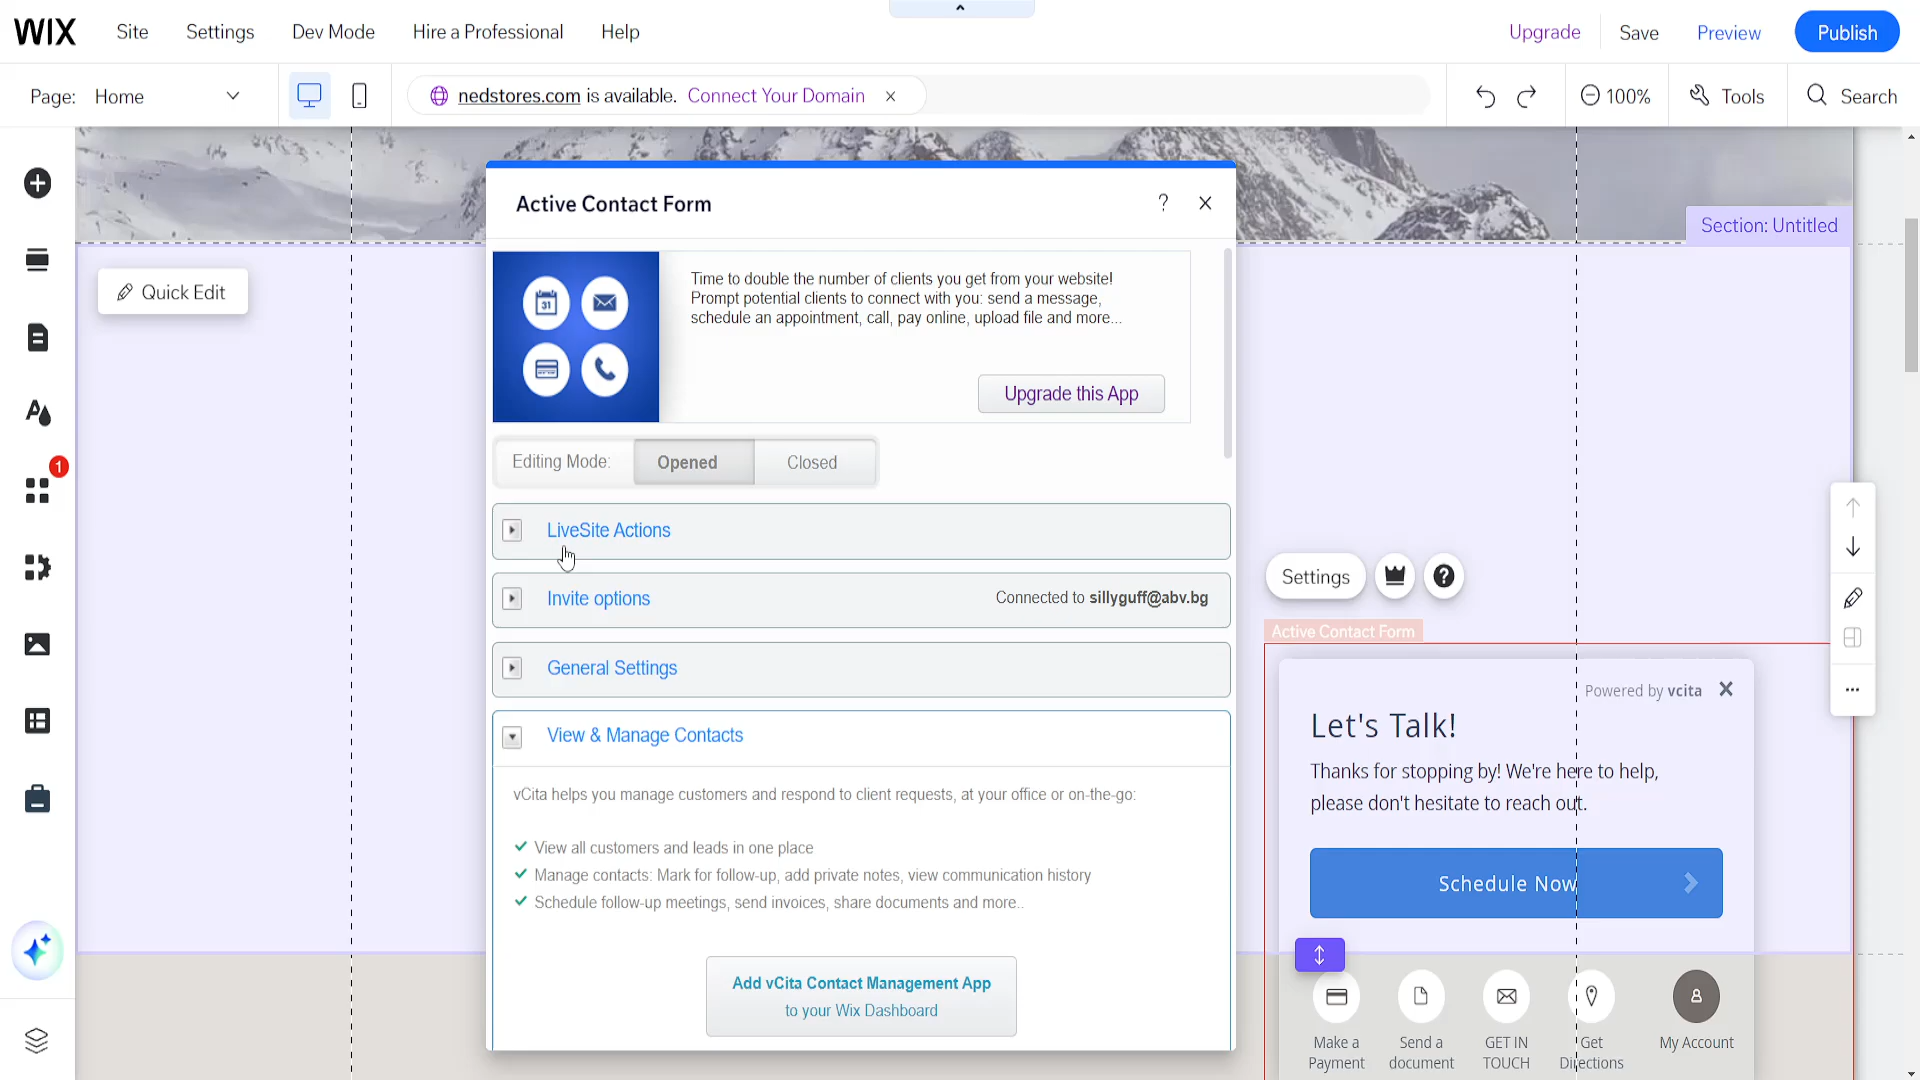 WIX Site Settings Dev Mode Hire a Professional Help Upgrade Save Preview Publish
Page: Home nedstores.com is available. Connect Your Domain 100% Tools Search
Section: Untitled
Quick Edit
1
Active Contact Form ?
31
Time to double the number of clients you get from your website!
Prompt potential clients to connect with you: send a message,
schedule an appointment, call, pay online, upload file and more...
Upgrade this App
Editing Mode: Opened Closed
LiveSite Actions
Invite options Connected to sillyguff@abv.bg
General Settings
View & Manage Contacts
vCita helps you manage customers and respond to client requests, at your office or on-the-go:
View all customers and leads in one place
Manage contacts: Mark for follow-up, add private notes, view communication history
Schedule follow-up meetings, send invoices, share documents and more..
Add vCita Contact Management App
to your Wix Dashboard
Settings ?
Active Contact Form
Powered by vcita
Let's Talk!
Thanks for stopping by! We're here to help,
please don't hesitate to reach out.
Schedule Now
Make a
Payment
Send a
document
GET IN
TOUCH
Get
Directions
My Account